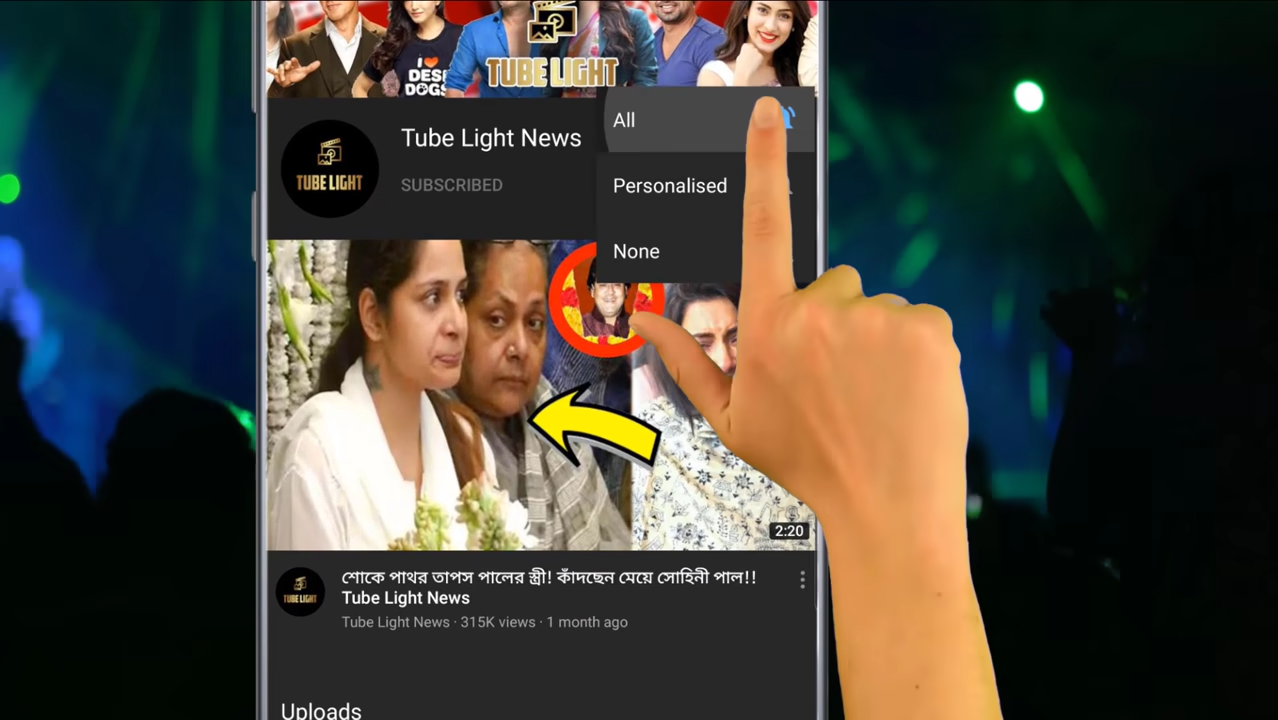 I ❤ DESI DOGS
TUBE LIGHT
All
Tube Light News
TUBE LIGHT
SUBSCRIBED
Personalised
None
2:20
শোকে পাথর তাপস পালের স্ত্রী! কাঁদছেন মেয়ে সোহিনী পাল!!
Tube Light News
TUBE LIGHT
Tube Light News · 315K views · 1 month ago
Uploads